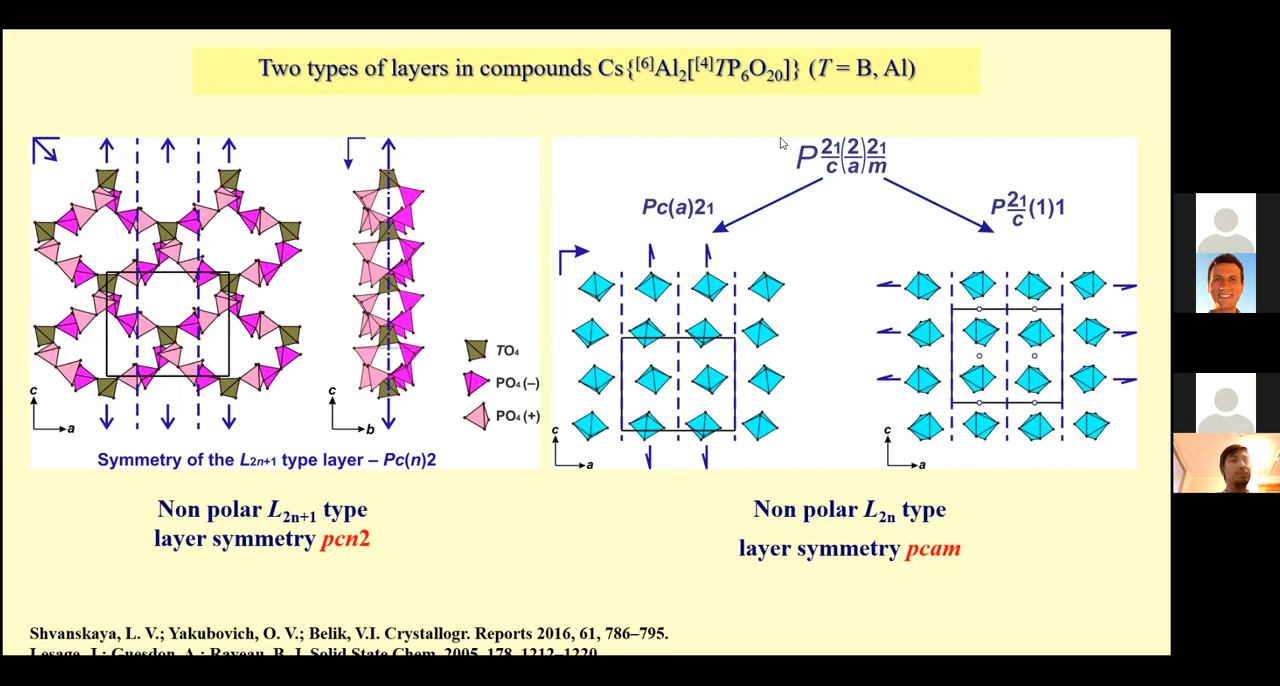 Two types of layers in compounds Cs{[6]Al2[[4]TP6O20]} (T = B, Al)
P 21/c (2/a) 21/m
Pc(a)21
P 21/c (1)1
TO4
PO4 (–)
PO4 (+)
c
a
c
b
c
a
c
a
Symmetry of the L2n+1 type layer – Pc(n)2
Non polar L2n+1 type
layer symmetry pcn2
Non polar L2n type
layer symmetry pcam
Shvanskaya, L. V.; Yakubovich, O. V.; Belik, V.I. Crystallogr. Reports 2016, 61, 786–795.
Lesage, J.; Guesdon, A.; Raveau, B. J. Solid State Chem. 2005, 178, 1212–1220